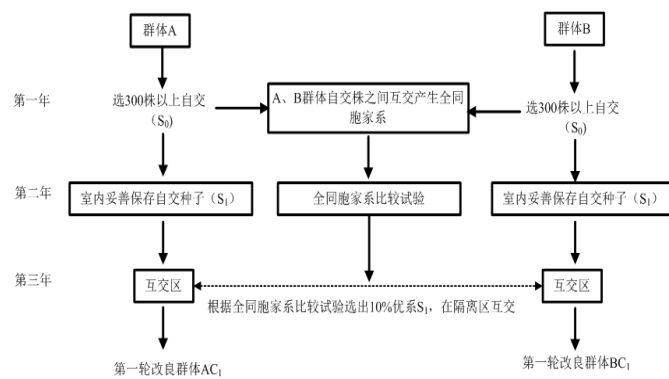 群体A
群体B
第一年
选300株以上自交
（S₀）
A、B群体自交株之间互交产生全同
胞家系
选300株以上自交
（S₀）
第二年
室内妥善保存自交种子（S₁）
全同胞家系比较试验
室内妥善保存自交种子（S₁）
第三年
互交区
互交区
根据全同胞家系比较试验选出10%优系S₁，在隔离区互交
第一轮改良群体AC₁
第一轮改良群体BC₁